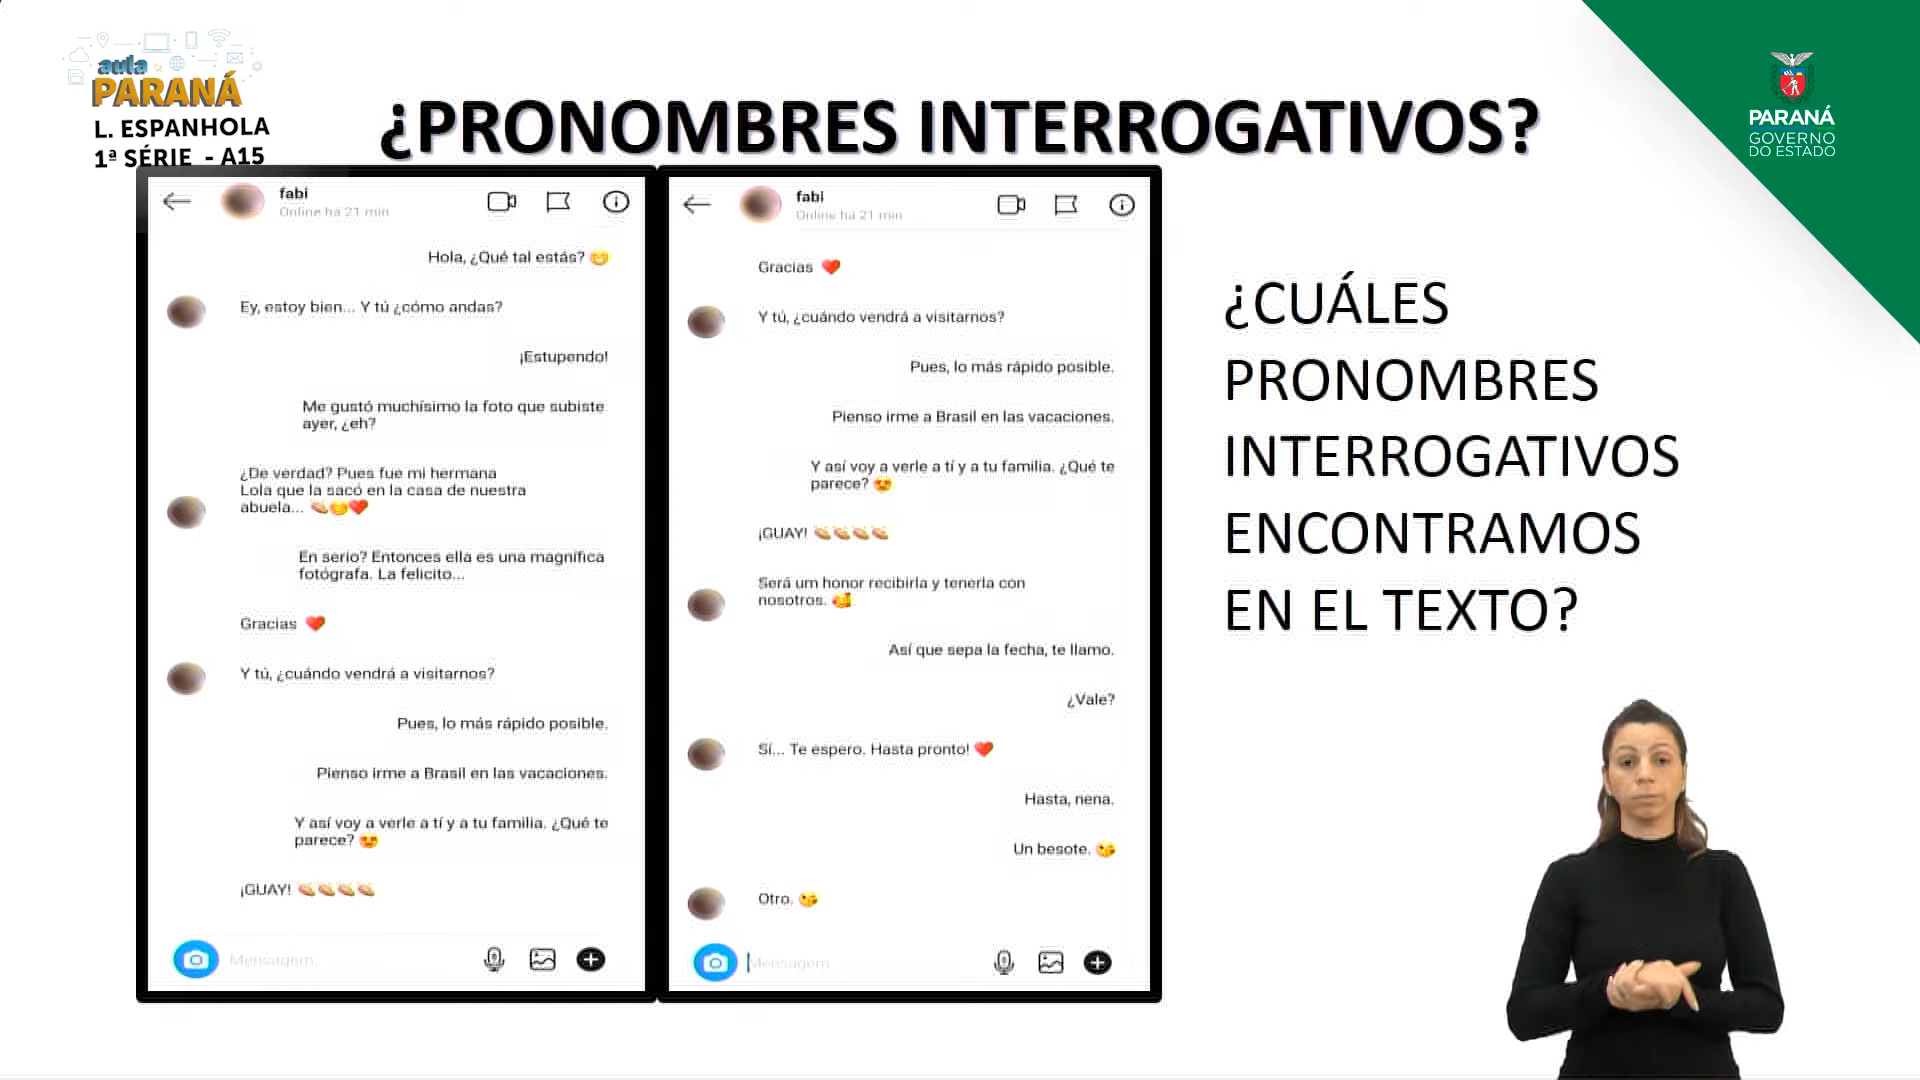 aula
PARANÁ
L. ESPANHOLA
1ª SÉRIE - A15
¿PRONOMBRES INTERROGATIVOS?
PARANÁ
GOVERNO
DO ESTADO
fabi
Online há 21 min
Hola, ¿Qué tal estás?
Ey, estoy bien... Y tú ¿cómo andas?
¡Estupendo!
Me gustó muchísimo la foto que subiste
ayer, ¿eh?
¿De verdad? Pues fue mi hermana
Lola que la sacó en la casa de nuestra
abuela...
En serio? Entonces ella es una magnífica
fotógrafa. La felicito...
Gracias
Y tú, ¿cuándo vendrá a visitarnos?
Pues, lo más rápido posible.
Pienso irme a Brasil en las vacaciones.
Y así voy a verle a tí y a tu familia. ¿Qué te
parece?
¡GUAY!
Mensagem
fabi
Online há 21 min
Gracias
Y tú, ¿cuándo vendrá a visitarnos?
Pues, lo más rápido posible.
Pienso irme a Brasil en las vacaciones.
Y así voy a verle a tí y a tu familia. ¿Qué te
parece?
¡GUAY!
Será um honor recibirla y tenerla con
nosotros.
Así que sepa la fecha, te llamo.
¿Vale?
Sí... Te espero. Hasta pronto!
Hasta, nena.
Un besote.
Otro.
Mensagem
¿CUÁLES
PRONOMBRES
INTERROGATIVOS
ENCONTRAMOS
EN EL TEXTO?